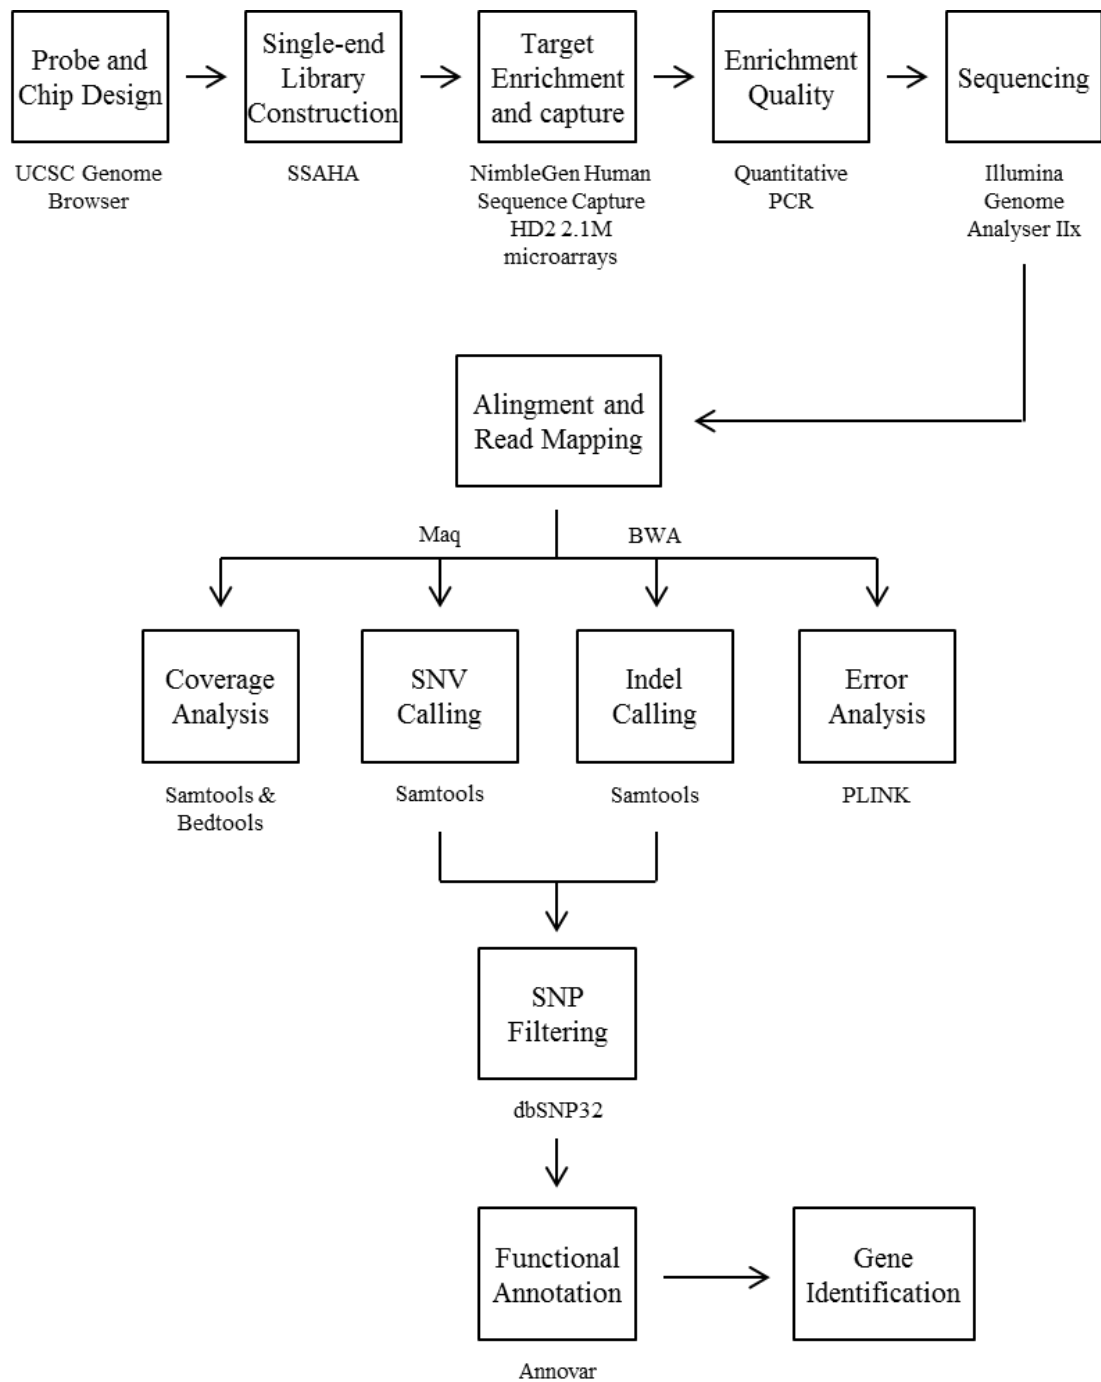 Probe and
Chip Design
Single-end
Library
Construction
Target
Enrichment
and capture
Enrichment
Quality
Sequencing
UCSC Genome
Browser
SSAHA
NimbleGen Human
Sequence Capture
HD2 2.1M
microarrays
Quantitative
PCR
Illumina
Genome
Analyser IIx
Alingment and
Read Mapping
Maq
BWA
Coverage
Analysis
SNV
Calling
Indel
Calling
Error
Analysis
Samtools &
Bedtools
Samtools
Samtools
PLINK
SNP
Filtering
dbSNP32
Functional
Annotation
Gene
Identification
Annovar